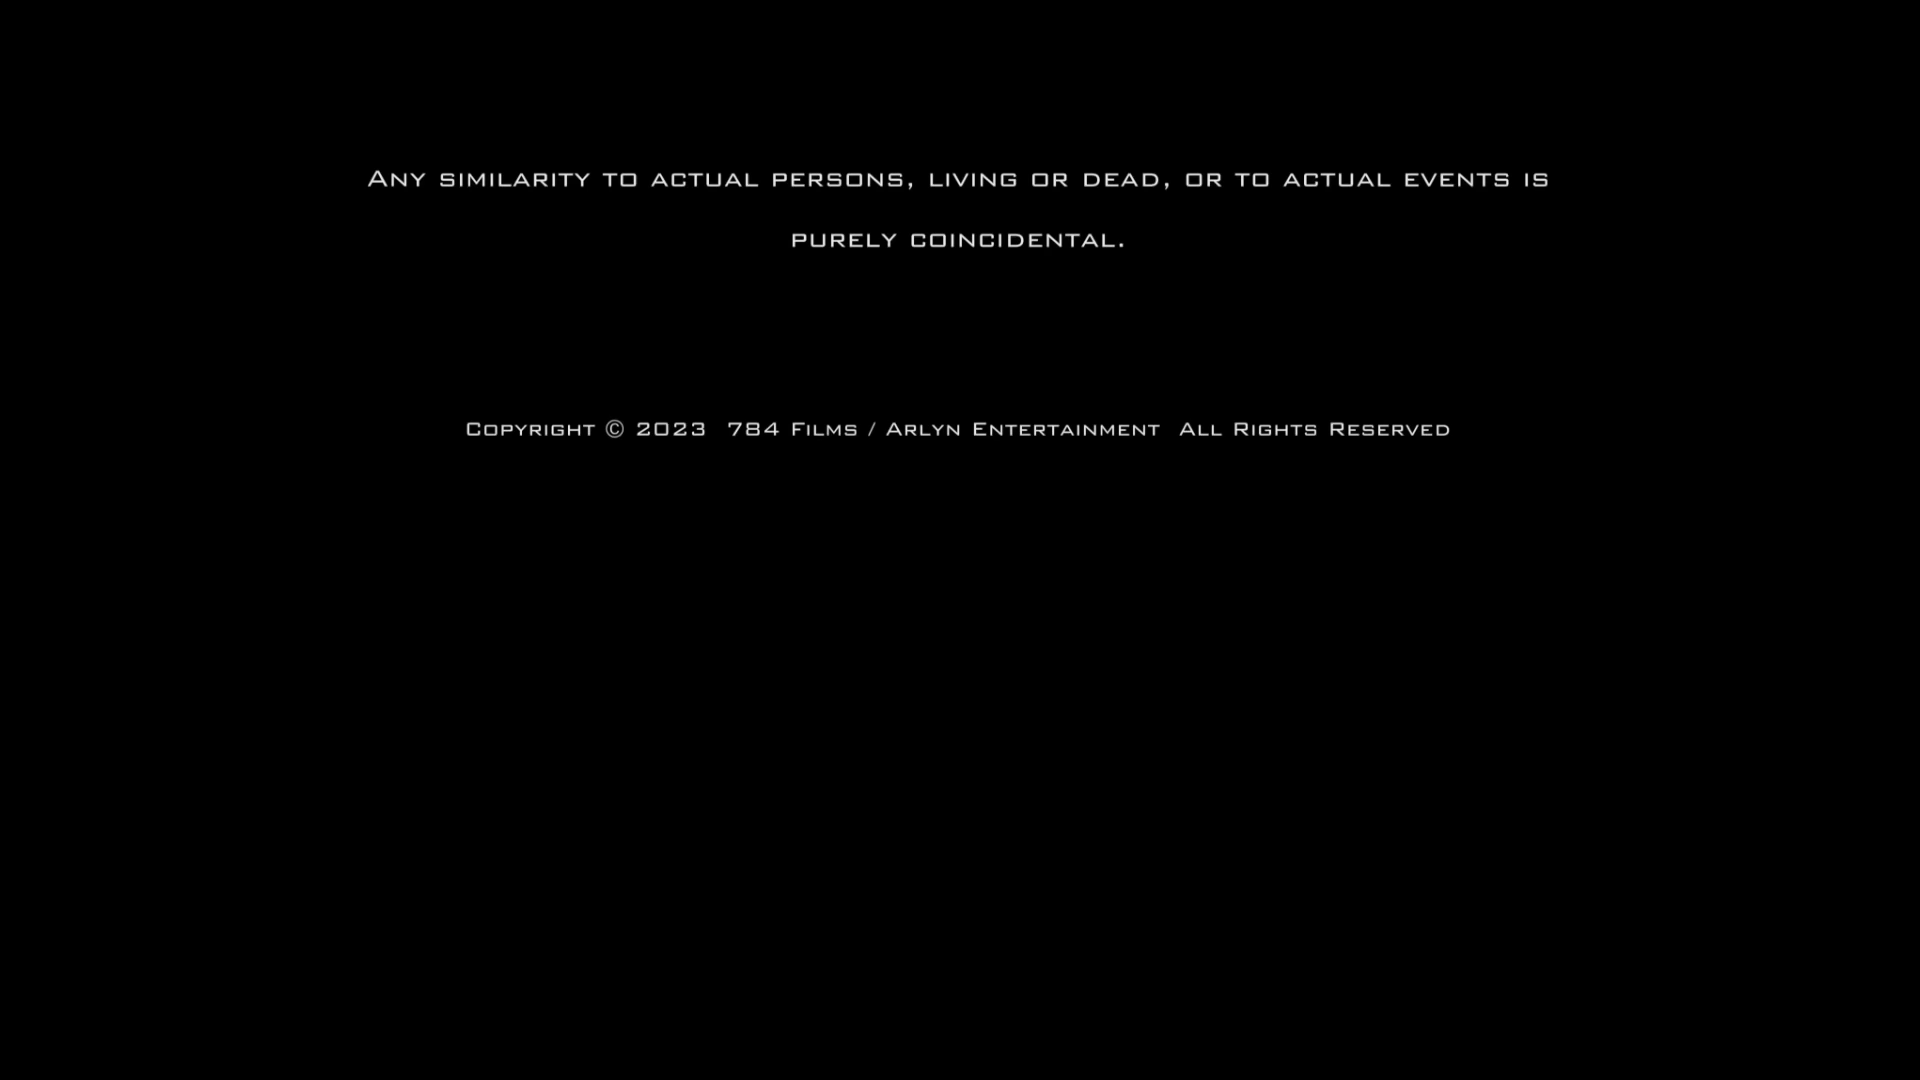 Any similarity to actual persons, living or dead, or to actual events is
purely coincidental.
Copyright © 2023  784 Films / Arlyn Entertainment  All Rights Reserved